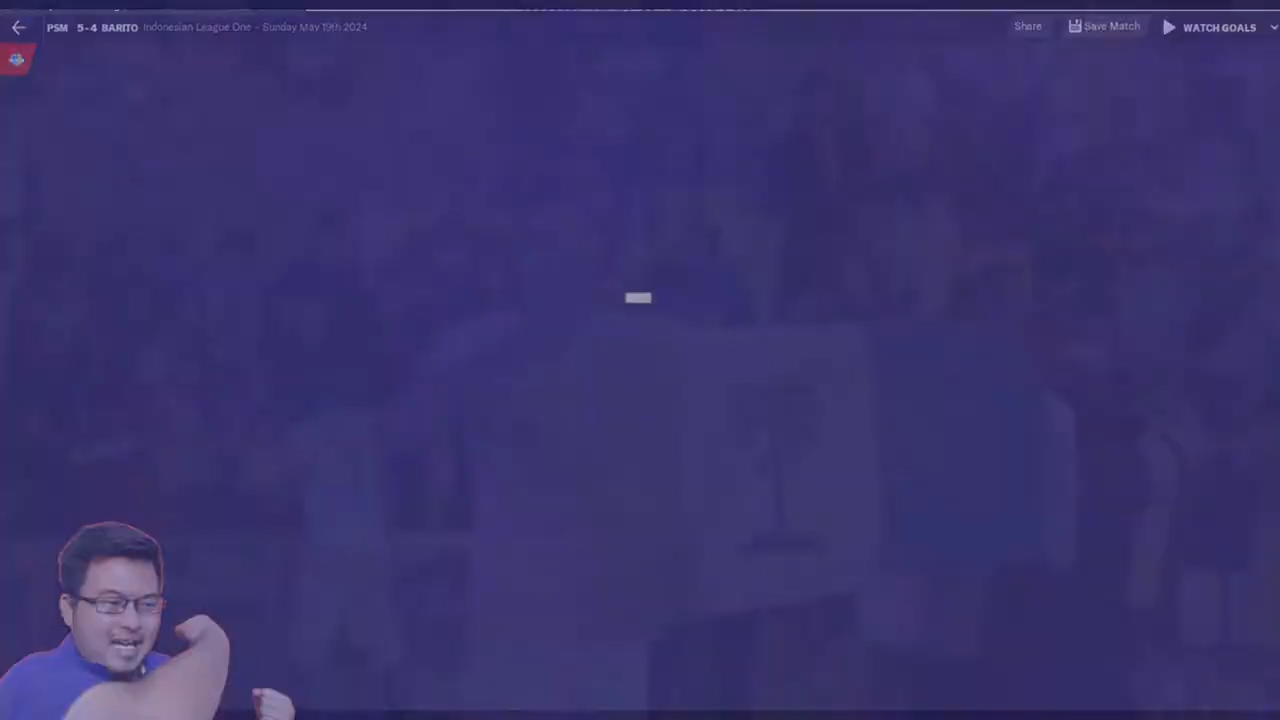 PSM 5-4 BARITO Indonesian League One - Sunday May 19th 2024
Share
Save Match
WATCH GOALS